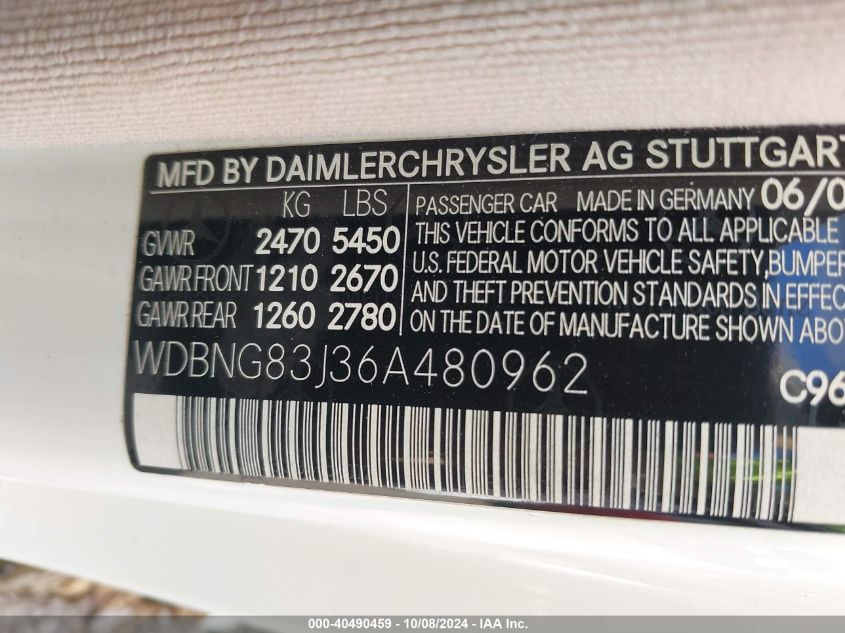 MFD BY DAIMLERCHRYSLER AG STUTTGART
KG LBS
GVWR 2470 5450
GAWR FRONT 1210 2670
GAWR REAR 1260 2780
PASSENGER CAR MADE IN GERMANY 06/0
THIS VEHICLE CONFORMS TO ALL APPLICABLE
U.S. FEDERAL MOTOR VEHICLE SAFETY, BUMPER
AND THEFT PREVENTION STANDARDS IN EFFEC
ON THE DATE OF MANUFACTURE SHOWN ABO
WDBNG83J36A480962
C96
000-40490459 - 10/08/2024 - IAA Inc.